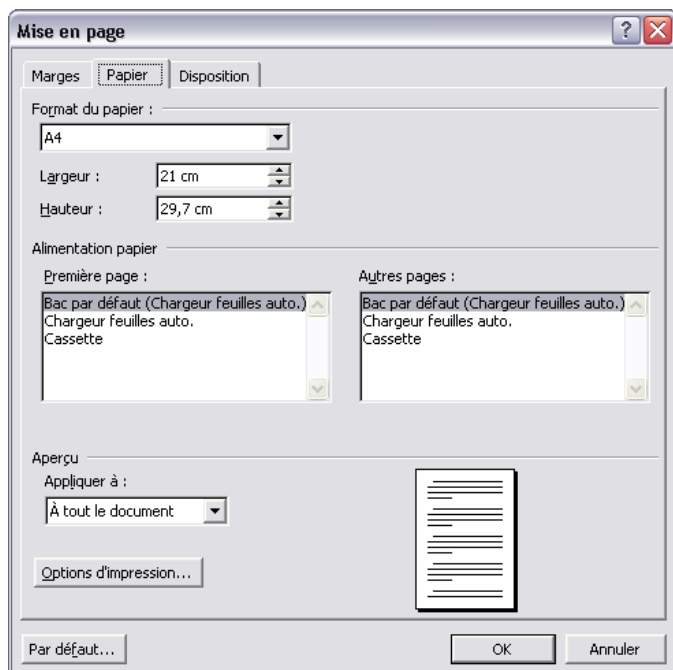 Mise en page
Marges Papier Disposition
Format du papier :
A4
Largeur : 21 cm
Hauteur : 29,7 cm
Alimentation papier
Première page :
Bac par défaut (Chargeur feuilles auto.)
Chargeur feuilles auto.
Cassette
Autres pages :
Bac par défaut (Chargeur feuilles auto.)
Chargeur feuilles auto.
Cassette
Aperçu
Appliquer à :
À tout le document
Options d'impression...
Par défaut... OK Annuler